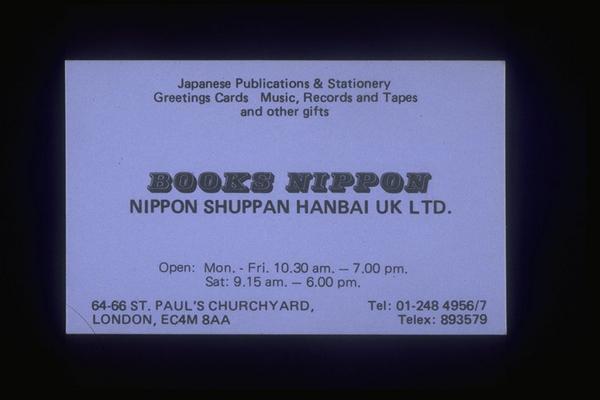 Japanese Publications & Stationery
Greetings Cards Music, Records and Tapes
and other gifts
BOOKS NIPPON
NIPPON SHUPPAN HANBAI UK LTD.
Open: Mon. - Fri. 10.30 am. — 7.00 pm.
Sat: 9.15 am. — 6.00 pm.
64-66 ST. PAUL'S CHURCHYARD,
LONDON, EC4M 8AA
Tel: 01-248 4956/7
Telex: 893579